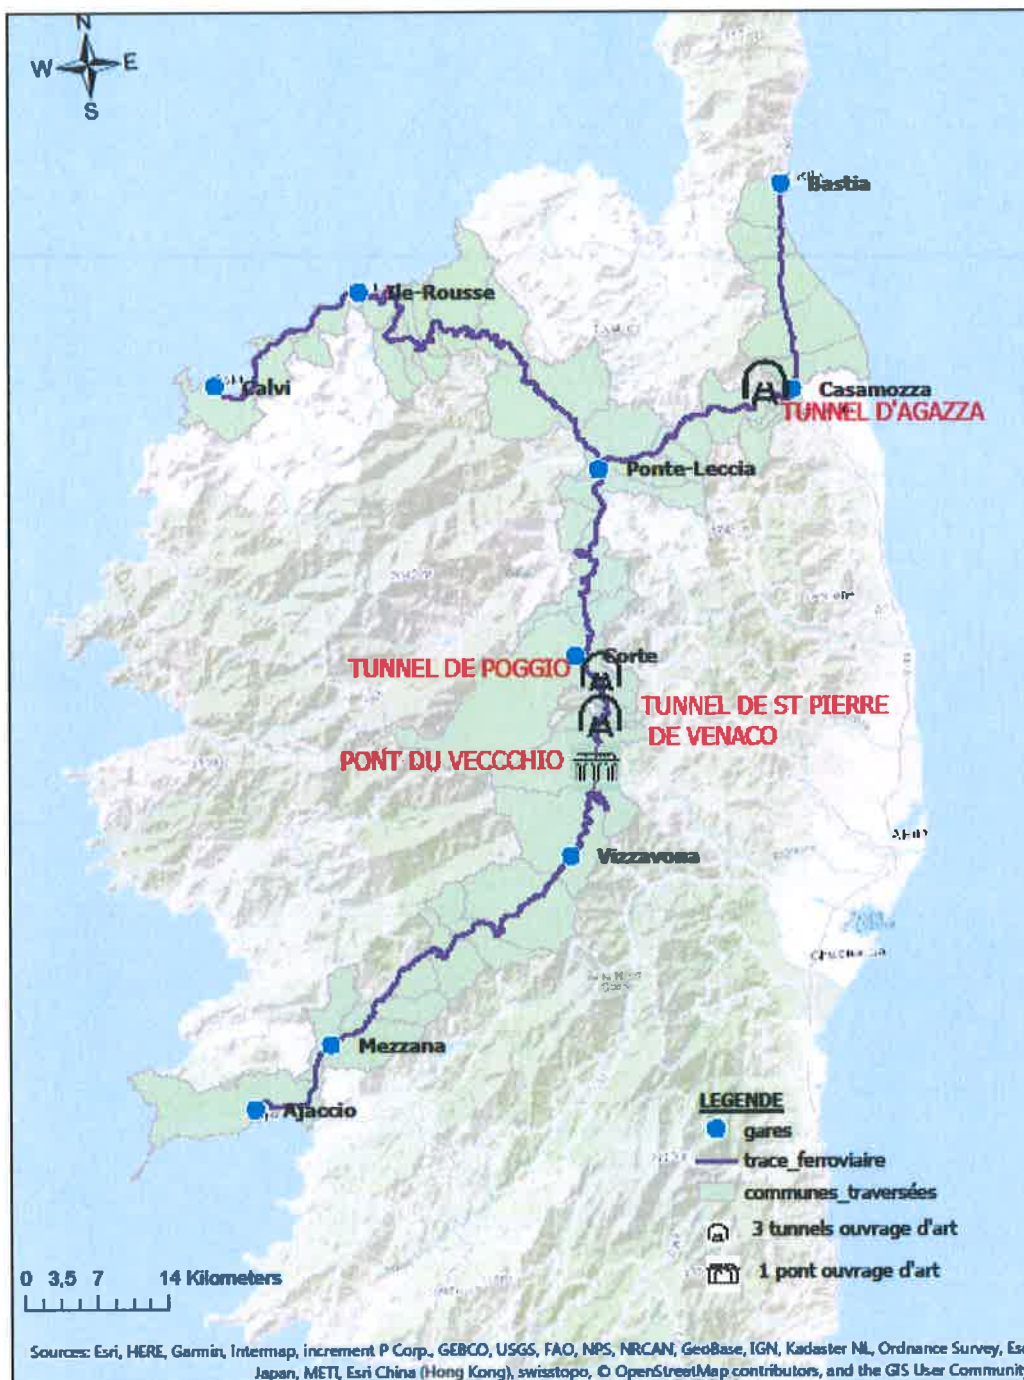 N
W E
S
Bastia
Ile-Rousse
Calvi
Casamozza
TUNNEL D'AGAZZA
Ponte-Leccia
Corte
TUNNEL DE POGGIO
TUNNEL DE ST PIERRE
DE VENACO
PONT DU VECCCHIO
Vizzavona
Mezzana
Ajaccio
LEGENDE
gares
trace_ferroviaire
communes_traversées
3 tunnels ouvrage d'art
1 pont ouvrage d'art
0 3,5 7 14 Kilometers
Sources: Esri, HERE, Garmin, Intermap, increment P Corp., GEBCO, USGS, FAO, NPS, NRCAN, GeoBase, IGN, Kadaster NL, Ordnance Survey, Es
Japan, METI, Esri China (Hong Kong), swisstopo, © OpenStreetMap contributors, and the GIS User Communit